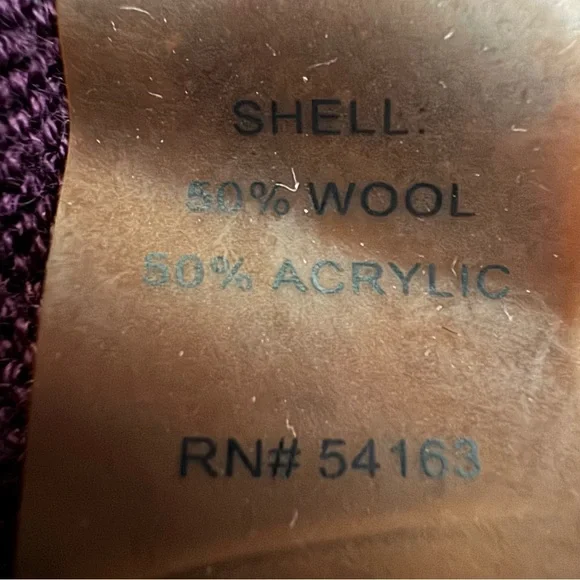 SHELL:
50% WOOL
50% ACRYLIC
RN# 54163